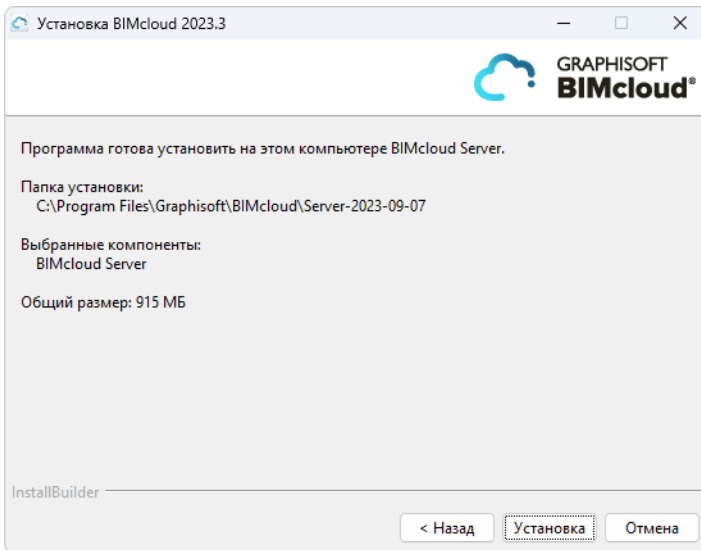 Установка BIMcloud 2023.3
GRAPHISOFT
BIMcloud®
Программа готова установить на этом компьютере BIMcloud Server.
Папка установки:
C:\Program Files\Graphisoft\BIMcloud\Server-2023-09-07
Выбранные компоненты:
BIMcloud Server
Общий размер: 915 МБ
InstallBuilder
< Назад Установка Отмена